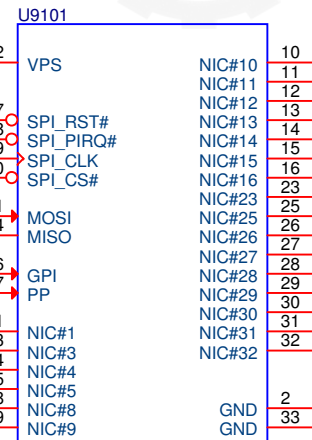 U9101
VPS
SPI_RST#
SPI_PIRQ#
SPI_CLK
SPI_CS#
MOSI
MISO
GPI
PP
NIC#1
NIC#3
NIC#4
NIC#5
NIC#8
NIC#9
NIC#10 10
NIC#11 11
NIC#12 12
NIC#13 13
NIC#14 14
NIC#15 15
NIC#16 16
NIC#23 23
NIC#25 25
NIC#26 26
NIC#27 27
NIC#28 28
NIC#29 29
NIC#30 30
NIC#31 31
NIC#32 32
GND 2
GND 33